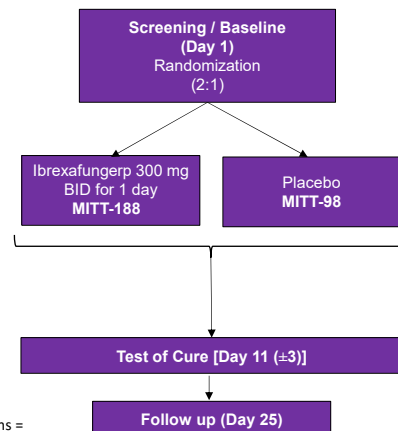 Screening / Baseline
(Day 1)
Randomization
(2:1)
Ibrexafungerp 300 mg
BID for 1 day
MITT-188
Placebo
MITT-98
Test of Cure [Day 11 (±3)]
Follow up (Day 25)
ns =